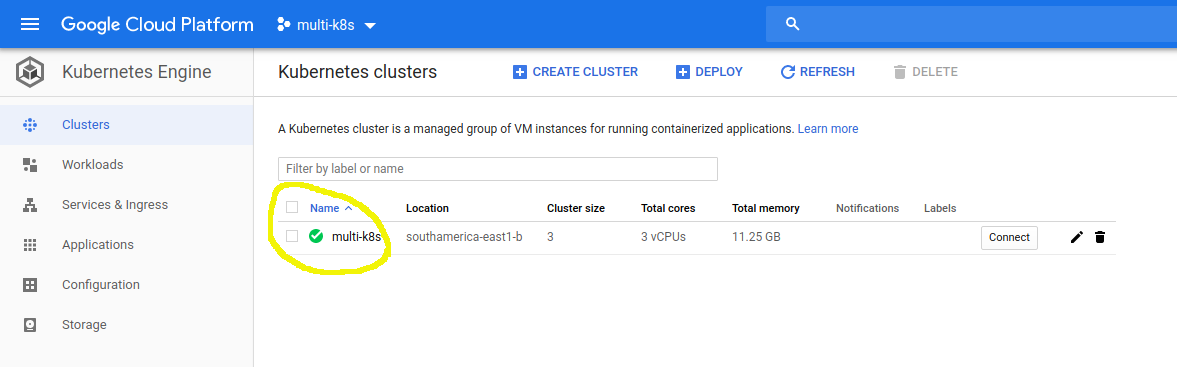 Google Cloud Platform multi-k8s
Kubernetes Engine
Kubernetes clusters CREATE CLUSTER DEPLOY REFRESH DELETE
Clusters
Workloads
Services & Ingress
Applications
Configuration
Storage
A Kubernetes cluster is a managed group of VM instances for running containerized applications. Learn more
Filter by label or name
Name Location Cluster size Total cores Total memory Notifications Labels
multi-k8s southamerica-east1-b 3 3 vCPUs 11.25 GB Connect